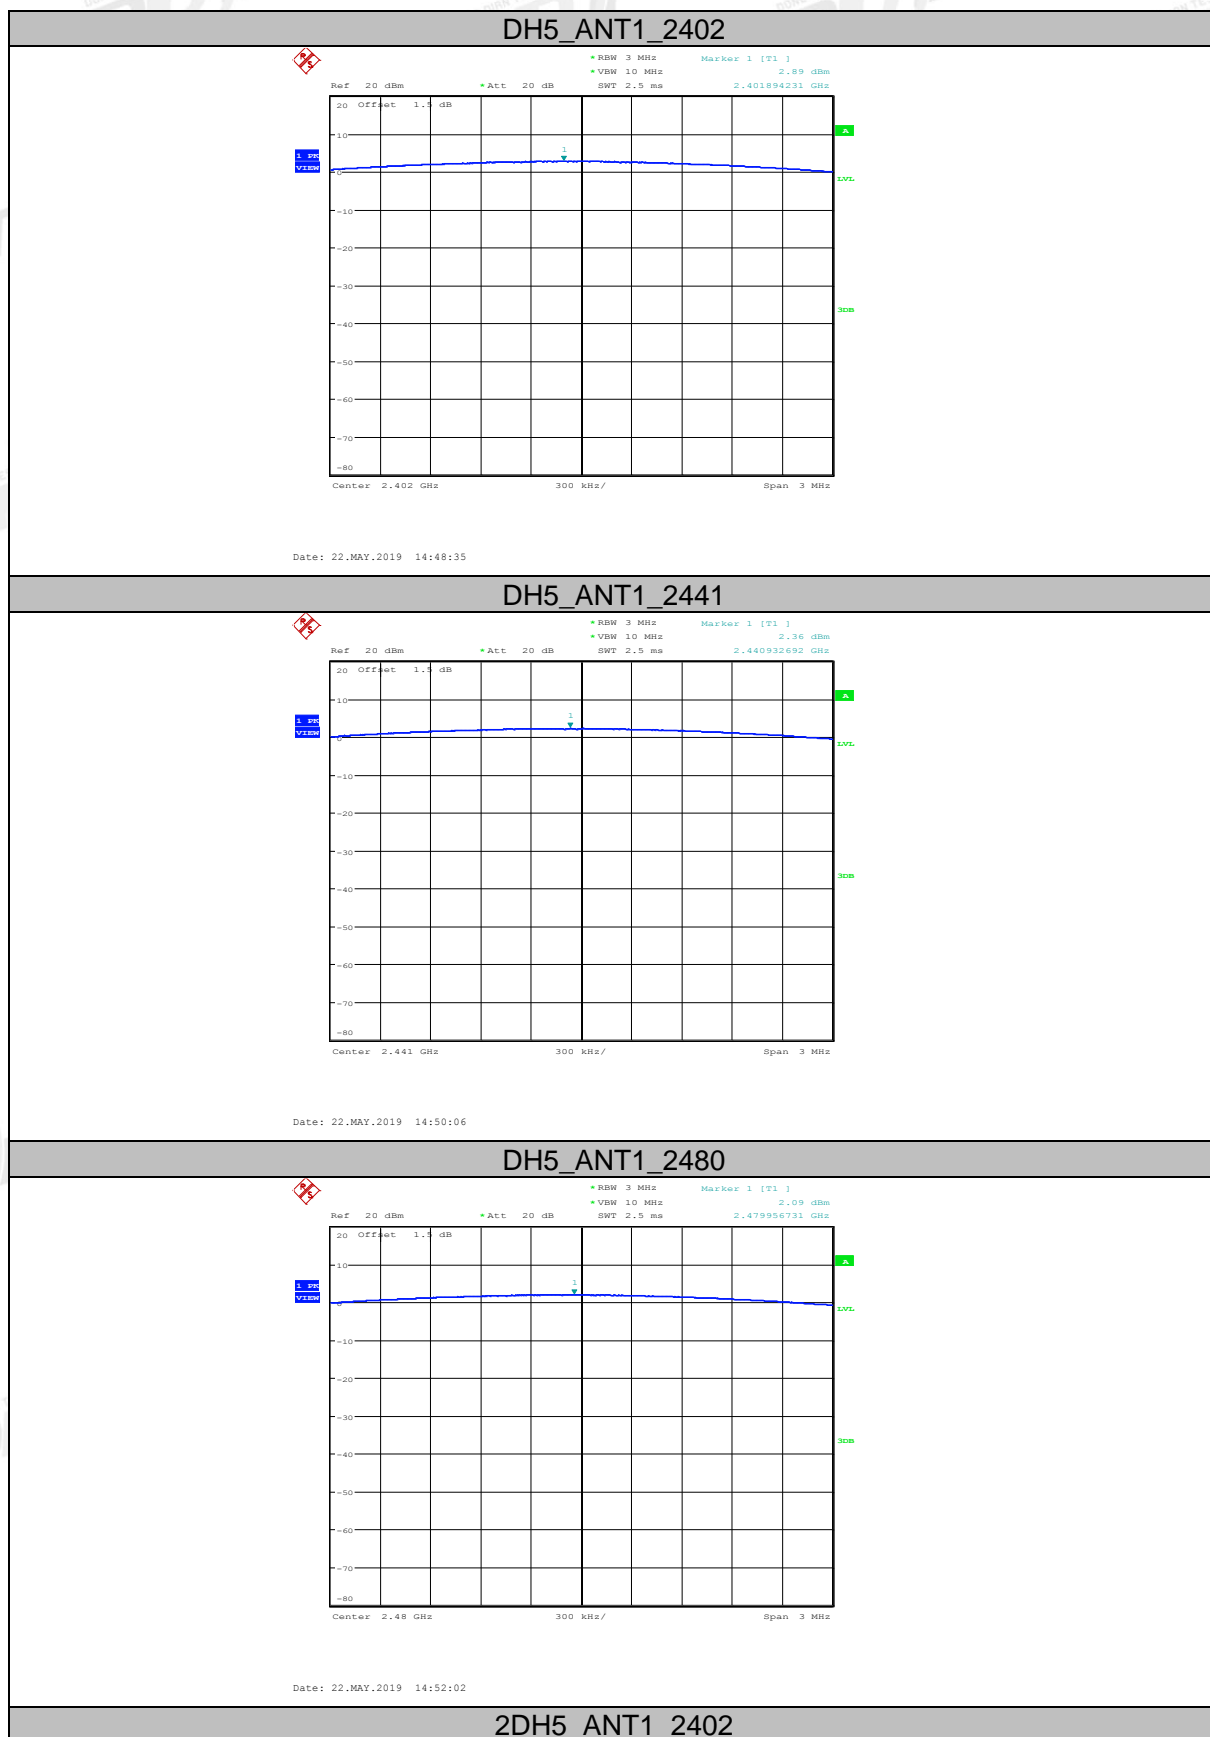 DH5_ANT1_2402
R S
*RBW 3 MHz Marker 1 [T1 ]
*VBW 10 MHz 2.89 dBm
Ref 20 dBm *Att 20 dB SWT 2.5 ms 2.401894231 GHz
20 Offset 1.5 dB
A
10
1
1 PK
VIEW
0
LVL
-10
-20
-30
3DB
-40
-50
-60
-70
-80
Center 2.402 GHz 300 kHz/ Span 3 MHz
Date: 22.MAY.2019 14:48:35
DH5_ANT1_2441
R S
*RBW 3 MHz Marker 1 [T1 ]
*VBW 10 MHz 2.36 dBm
Ref 20 dBm *Att 20 dB SWT 2.5 ms 2.440932692 GHz
20 Offset 1.5 dB
A
10
1
1 PK
VIEW
0
LVL
-10
-20
-30
3DB
-40
-50
-60
-70
-80
Center 2.441 GHz 300 kHz/ Span 3 MHz
Date: 22.MAY.2019 14:50:06
DH5_ANT1_2480
R S
*RBW 3 MHz Marker 1 [T1 ]
*VBW 10 MHz 2.09 dBm
Ref 20 dBm *Att 20 dB SWT 2.5 ms 2.479956731 GHz
20 Offset 1.5 dB
A
10
1
1 PK
VIEW
0
LVL
-10
-20
-30
3DB
-40
-50
-60
-70
-80
Center 2.48 GHz 300 kHz/ Span 3 MHz
Date: 22.MAY.2019 14:52:02
2DH5_ANT1_2402